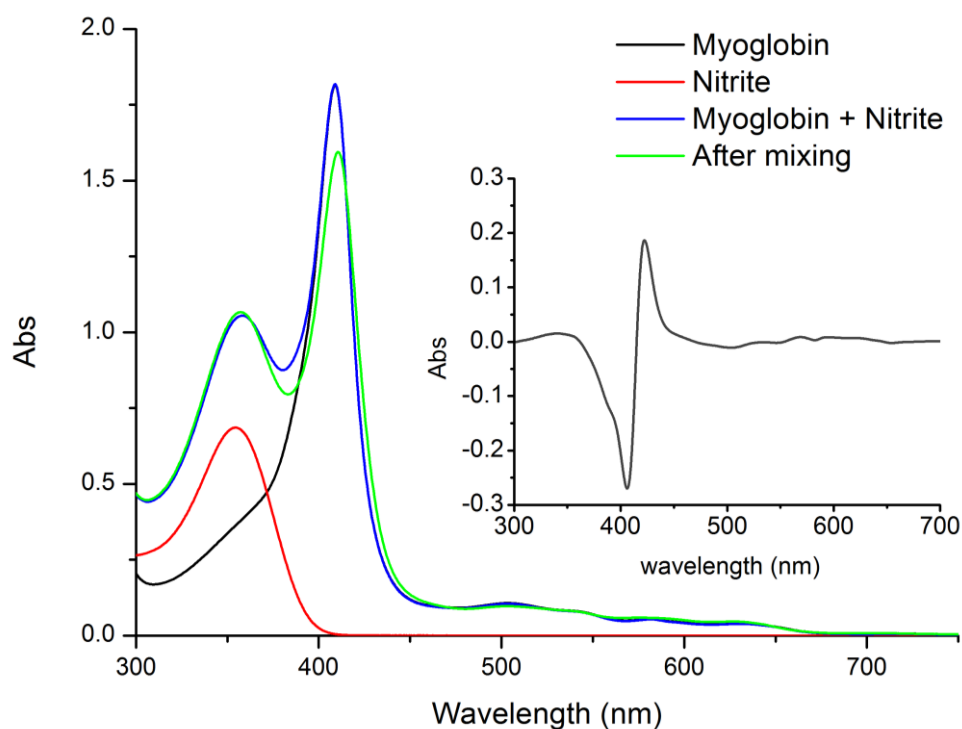 2.0
1.5
1.0
0.5
0.0
Abs
300
400
500
600
700
Wavelength (nm)
Myoglobin
Nitrite
Myoglobin + Nitrite
After mixing
0.3
0.2
0.1
0.0
-0.1
-0.2
-0.3
Abs
300
400
500
600
700
wavelength (nm)